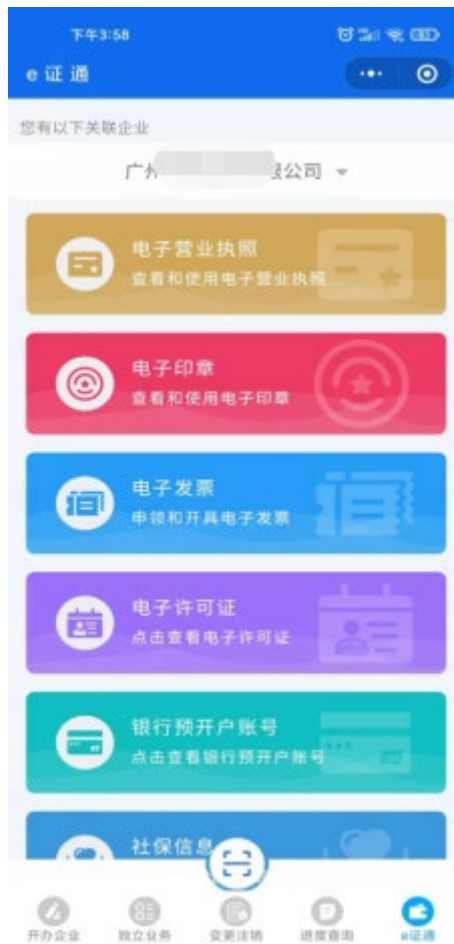 下午3:58
e证通
您有以下关联企业
广州 限公司
电子营业执照
查看和使用电子营业执照
电子印章
查看和使用电子印章
电子发票
申领和开具电子发票
电子许可证
点击查看电子许可证
银行预开户账号
点击查看银行预开户账号
社保信息
开办企业 独立业务 变更注销 进度查询 e证通